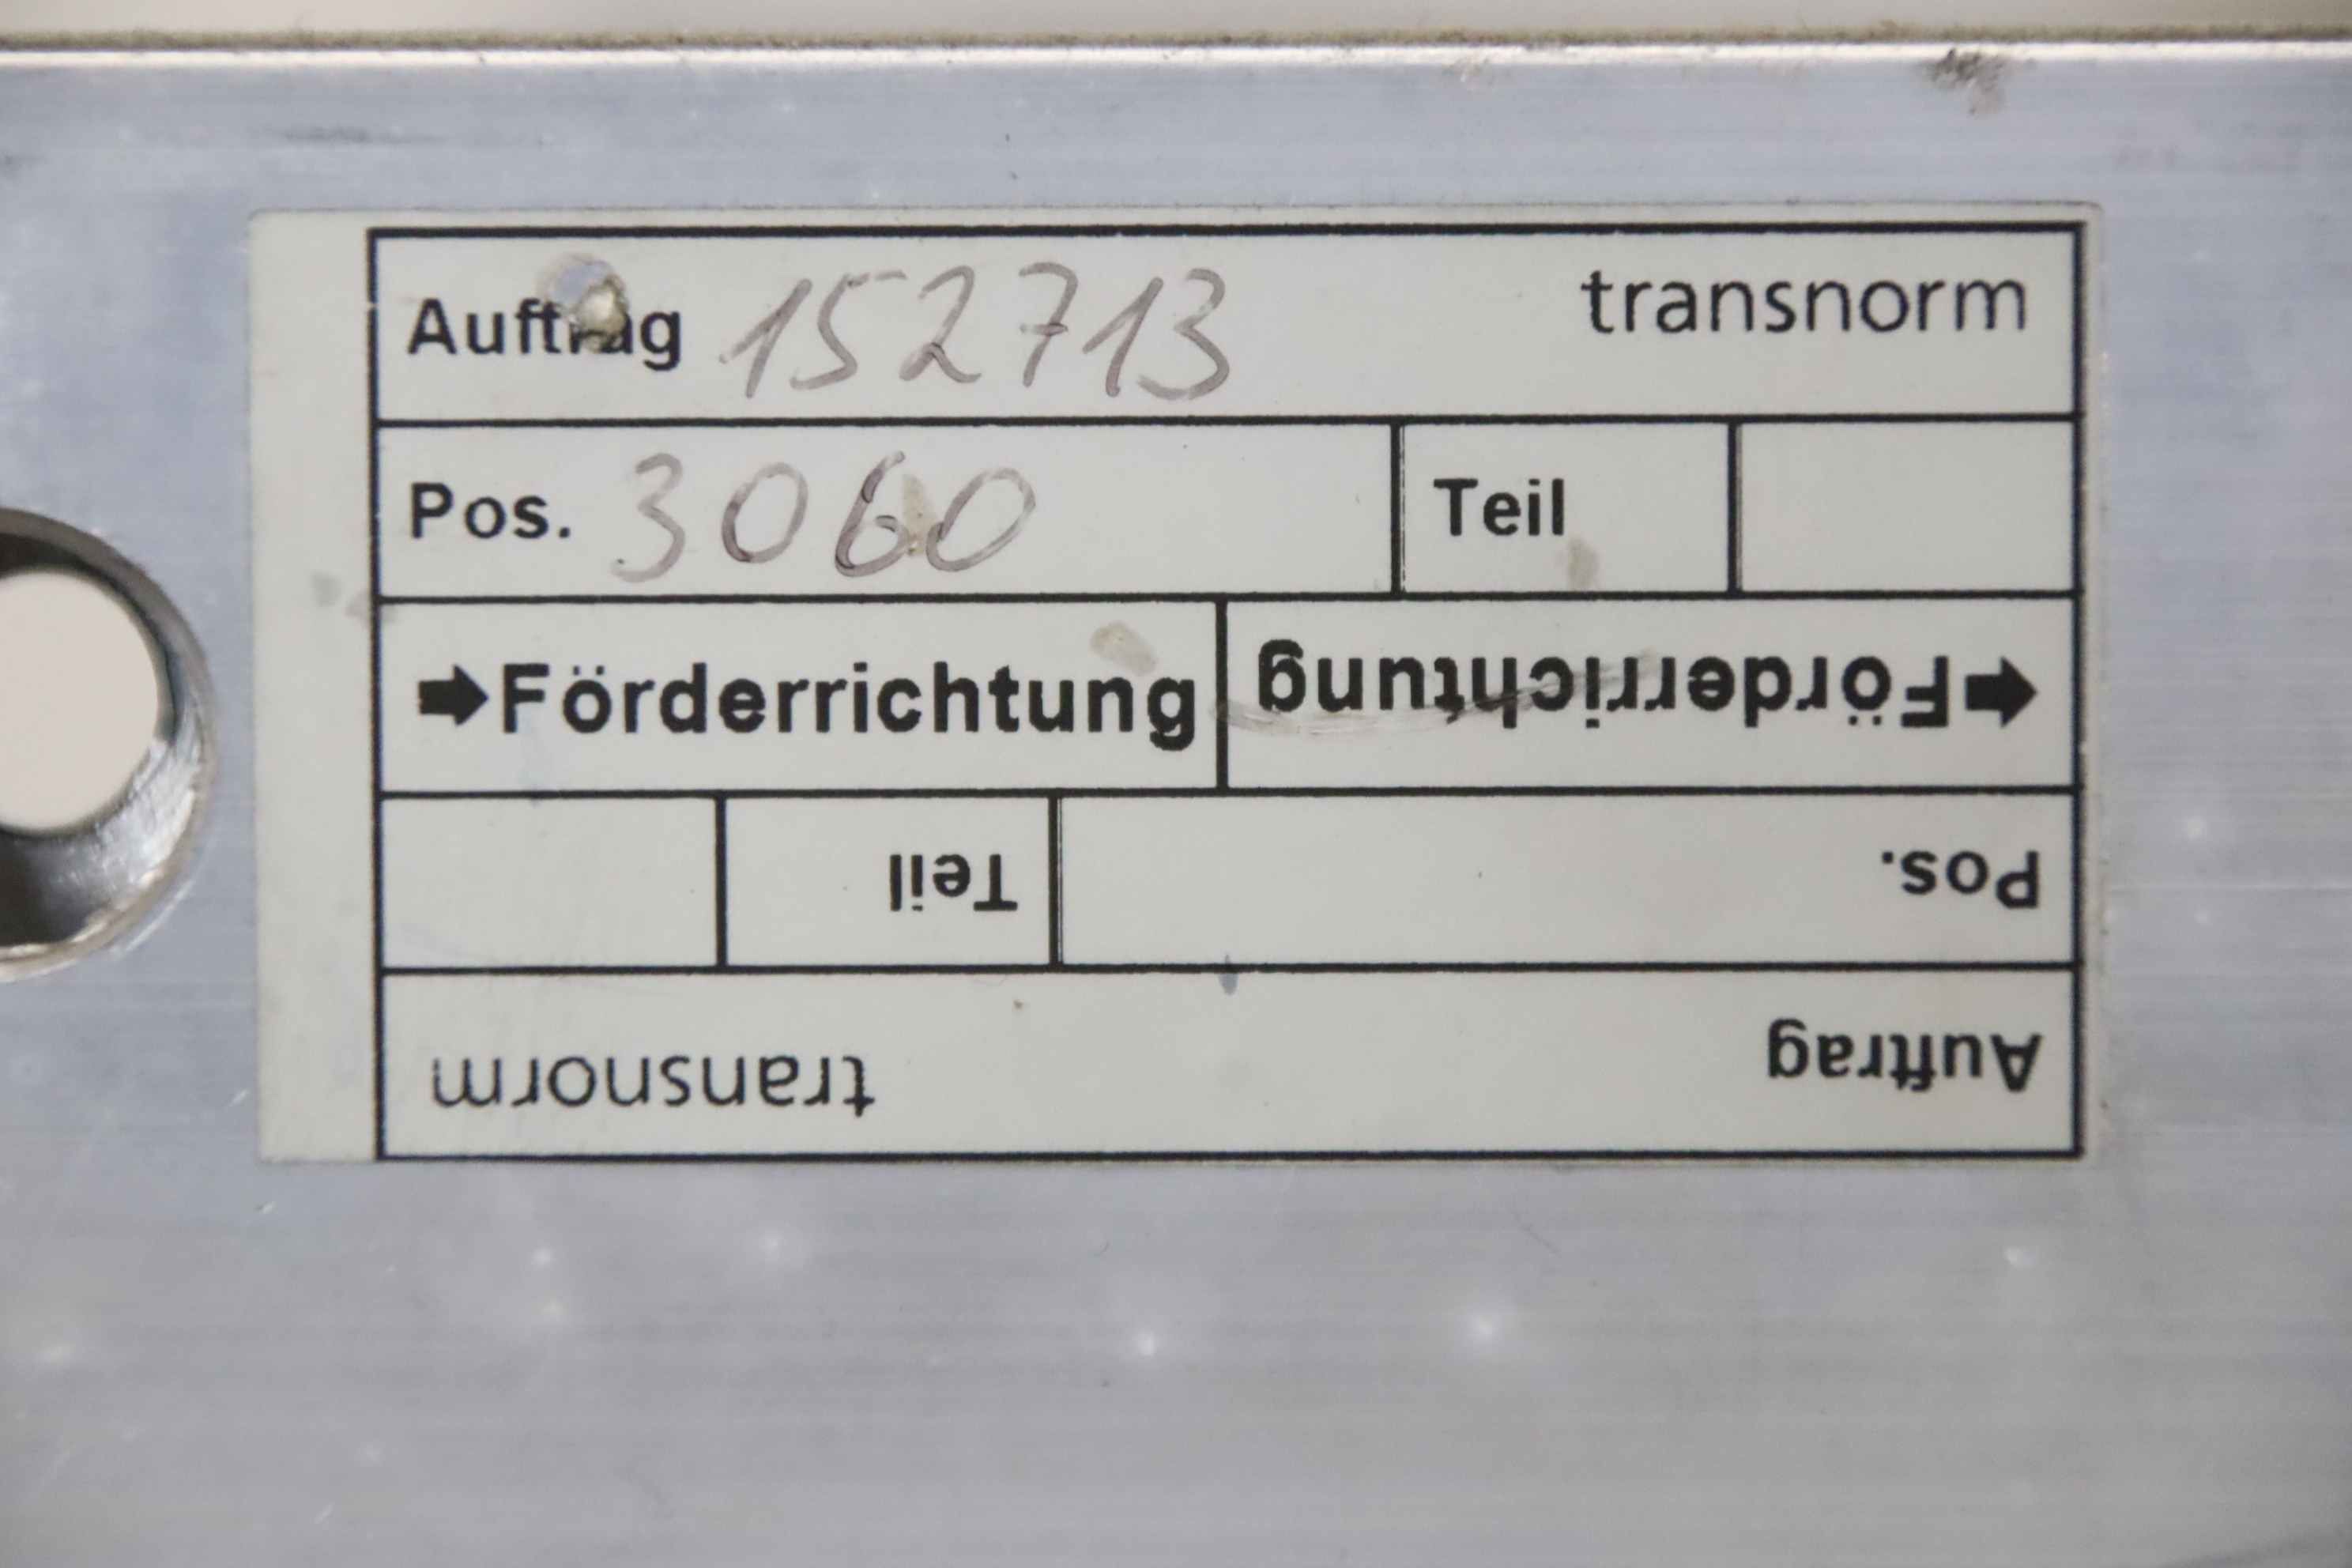 Auftrag 152713 transnorm
Pos. 3060 Teil
➡Förderrichtung ➡Förderrichtung
Teil Pos.
transnorm Auftrag